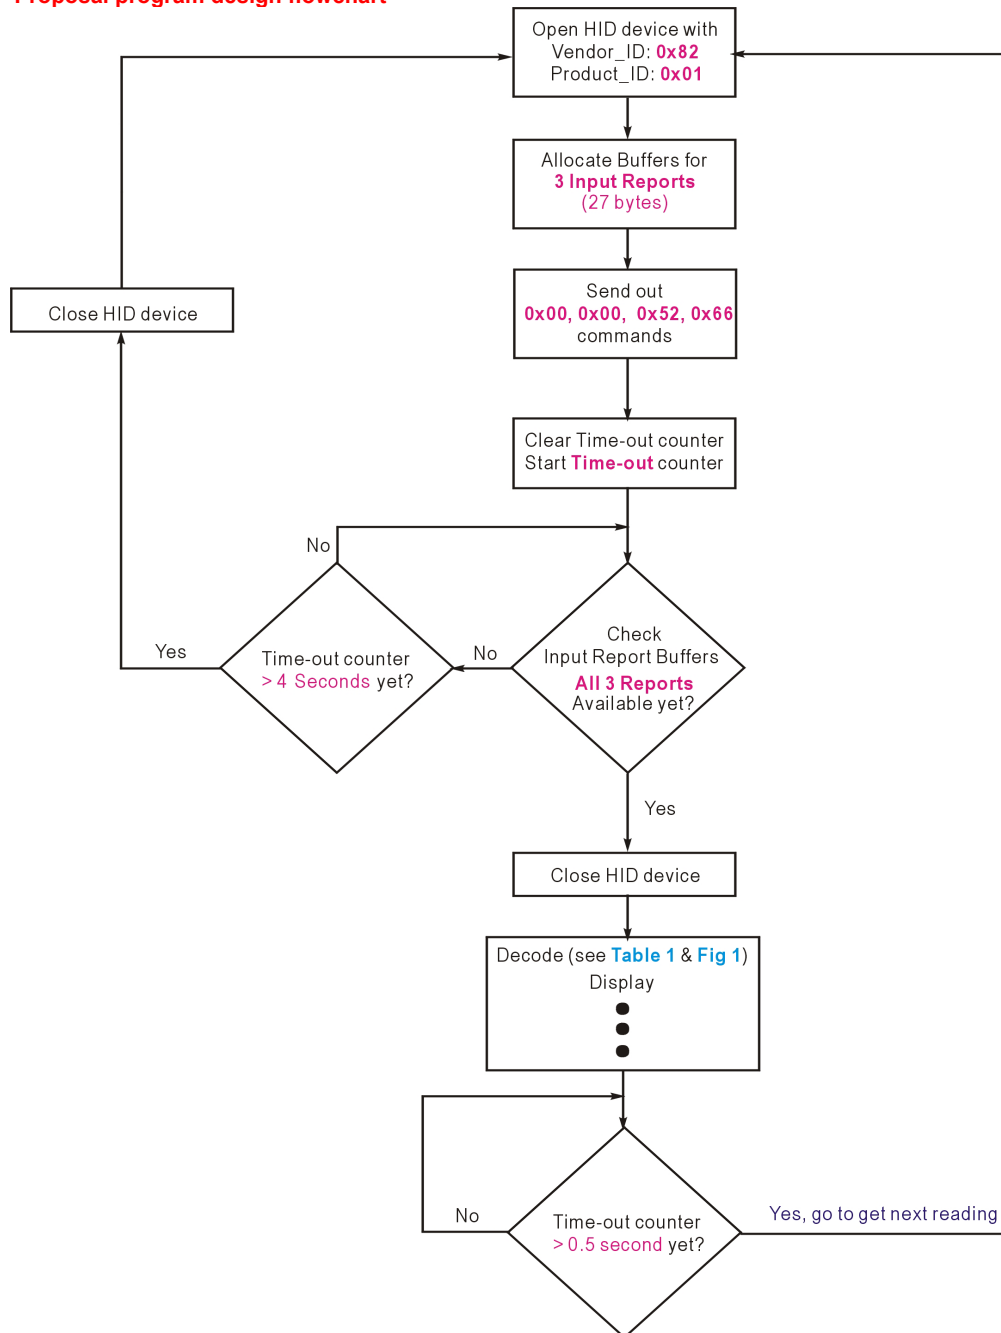 Proposal program design flowchart
Open HID device with
Vendor_ID: 0x82
Product_ID: 0x01
Allocate Buffers for
3 Input Reports
(27 bytes)
Send out
0x00, 0x00, 0x52, 0x66
commands
Close HID device
Clear Time-out counter
Start Time-out counter
No
Check
Input Report Buffers
All 3 Reports
Available yet?
No
Time-out counter
> 4 Seconds yet?
Yes
Yes
Close HID device
Decode (see Table 1 & Fig 1)
Display
No
Time-out counter
> 0.5 second yet?
Yes, go to get next reading